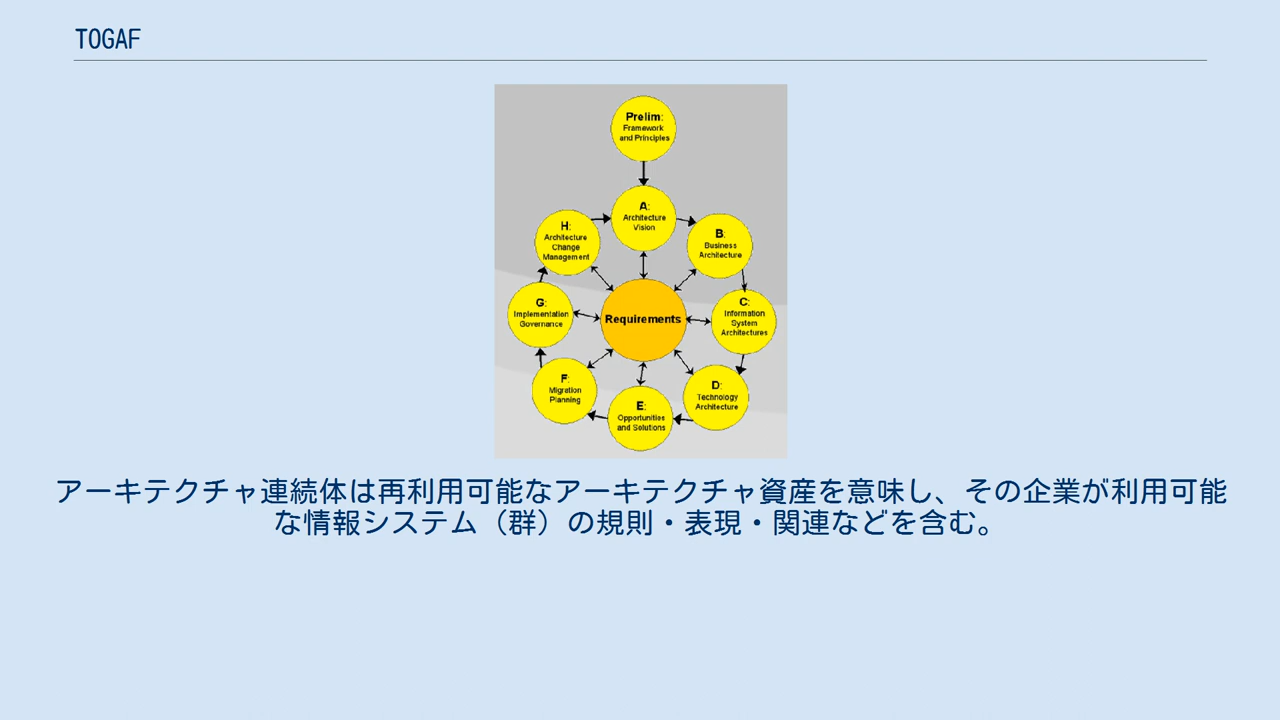 TOGAF
Prelim:
Framework
and Principles
A:
Architecture
Vision
B:
Business
Architecture
C:
Information
System
Architectures
D:
Technology
Architecture
E:
Opportunities
and Solutions
F:
Migration
Planning
G:
Implementation
Governance
H:
Architecture
Change
Management
Requirements
アーキテクチャ連続体は再利用可能なアーキテクチャ資産を意味し、その企業が利用可能
な情報システム（群）の規則・表現・関連などを含む。